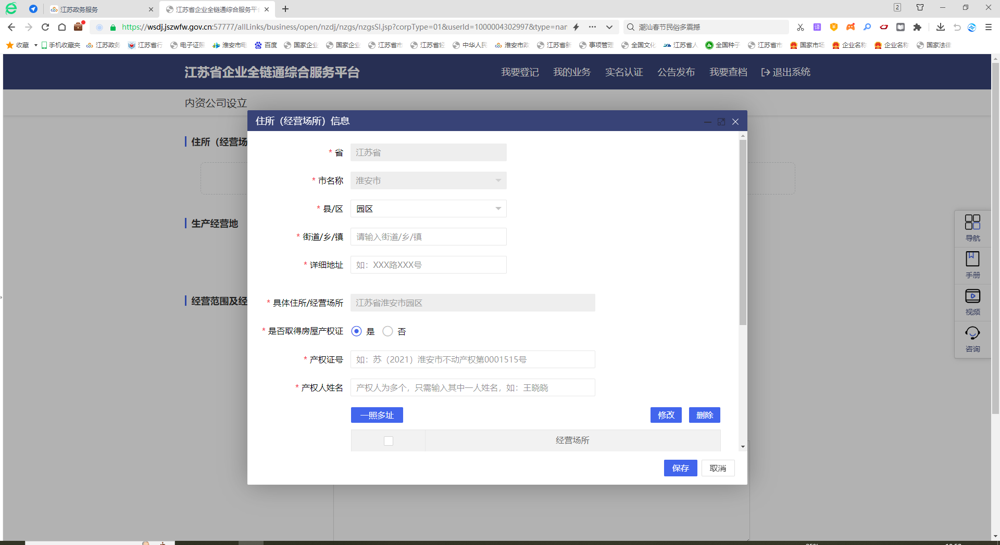 江苏政务服务
江苏省企业全链通综合服务平台
2
https://wsdj.jszwfw.gov.cn:57777/allLinks/business/open/nzdj/nzgs/nzgsSl.jsp?corpType=01&userId=1000004302997&type=nar
潮汕春节民俗多震撼
收藏 手机收藏夹 江苏政务 江苏省行 电子证照 淮安市电 百度 国家企业 国家企业 江苏省市 江苏省轻 中华人民 淮安市政 江苏省新 事项管理 全国文化 江苏省人 全国种子 江苏省市 国家市场 企业名称 企业名称 国家法律
江苏省企业全链通综合服务平台
我要登记 我的业务 实名认证 公告发布 我要查档 退出系统
内资公司设立
住所（经营场所）信息
住所（经营场
* 省 江苏省
* 市名称 淮安市
* 县/区 园区
生产经营地
* 街道/乡/镇 请输入街道/乡/镇
* 详细地址 如：XXX路XXX号
经营范围及经
* 具体住所/经营场所 江苏省淮安市园区
* 是否取得房屋产权证 是 否
* 产权证号 如：苏（2021）淮安市不动产权第0001515号
* 产权人姓名 产权人为多个，只需输入其中一人姓名，如：王晓晓
一照多址 修改 删除
经营场所
保存 取消
导航
手册
视频
咨询